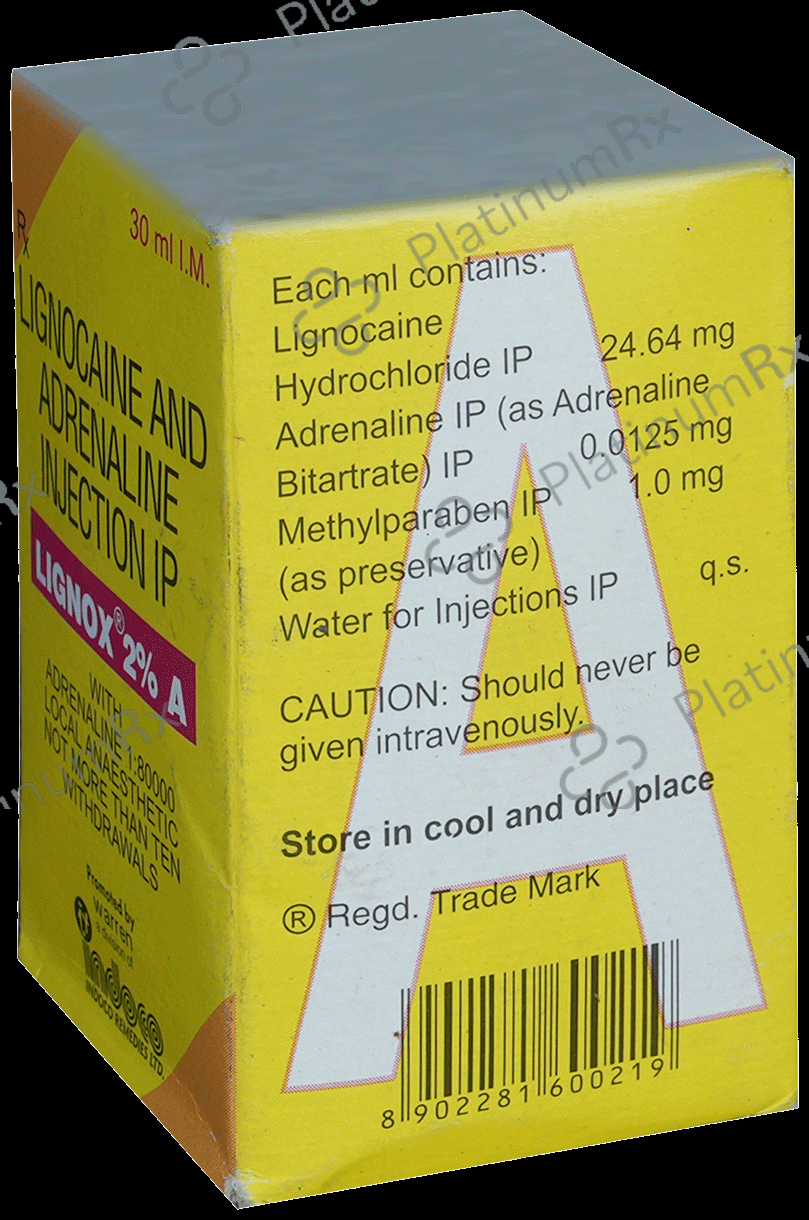 30 ml I.M.
Rx
LIGNOCAINE AND
ADRENALINE
INJECTION IP
LIGNOX® 2% A
WITH
ADRENALINE 1:80000
LOCAL ANAESTHETIC
NOT MORE THAN TEN
WITHDRAWALS
Promoted by
warren
a division of
indoco
INDOCO REMEDIES LTD.
Each ml contains:
Lignocaine
Hydrochloride IP 24.64 mg
Adrenaline IP (as Adrenaline
Bitartrate) IP 0.0125 mg
Methylparaben IP 1.0 mg
(as preservative)
Water for Injections IP q.s.
CAUTION: Should never be
given intravenously.
Store in cool and dry place
® Regd. Trade Mark
8 902281 600219
A
PlatinumRx
PlatinumRx
PlatinumRx